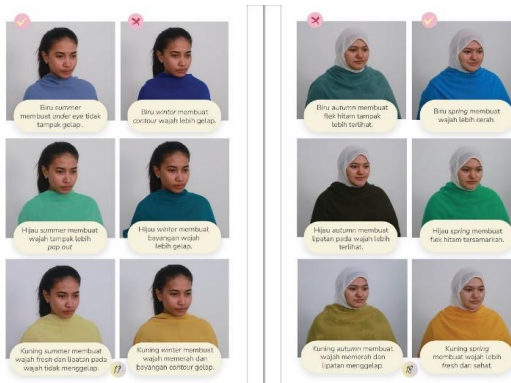 Biru summer
membuat under eye tidak
tampak gelap.
Biru winter membuat
contour wajah lebih gelap.
Hijau summer membuat
wajah tampak lebih
pop out
Hijau winter membuat
bayangan wajah
lebih gelap.
Kuning summer membuat
wajah fresh dan lipatan pada
wajah tidak menggelap.
Kuning winter membuat
wajah memerah dan
bayangan contour gelap.
17
Biru autumn membuat
flek hitam tampak
lebih terlihat.
Biru spring membuat
wajah lebih cerah.
Hijau autumn membuat
lipatan pada wajah lebih
terlihat.
Hijau spring membuat
flek hitam tersamarkan.
Kuning autumn membuat
wajah memerah dan
lipatan menggelap.
Kuning spring
membuat wajah lebih
fresh dan sehat.
18